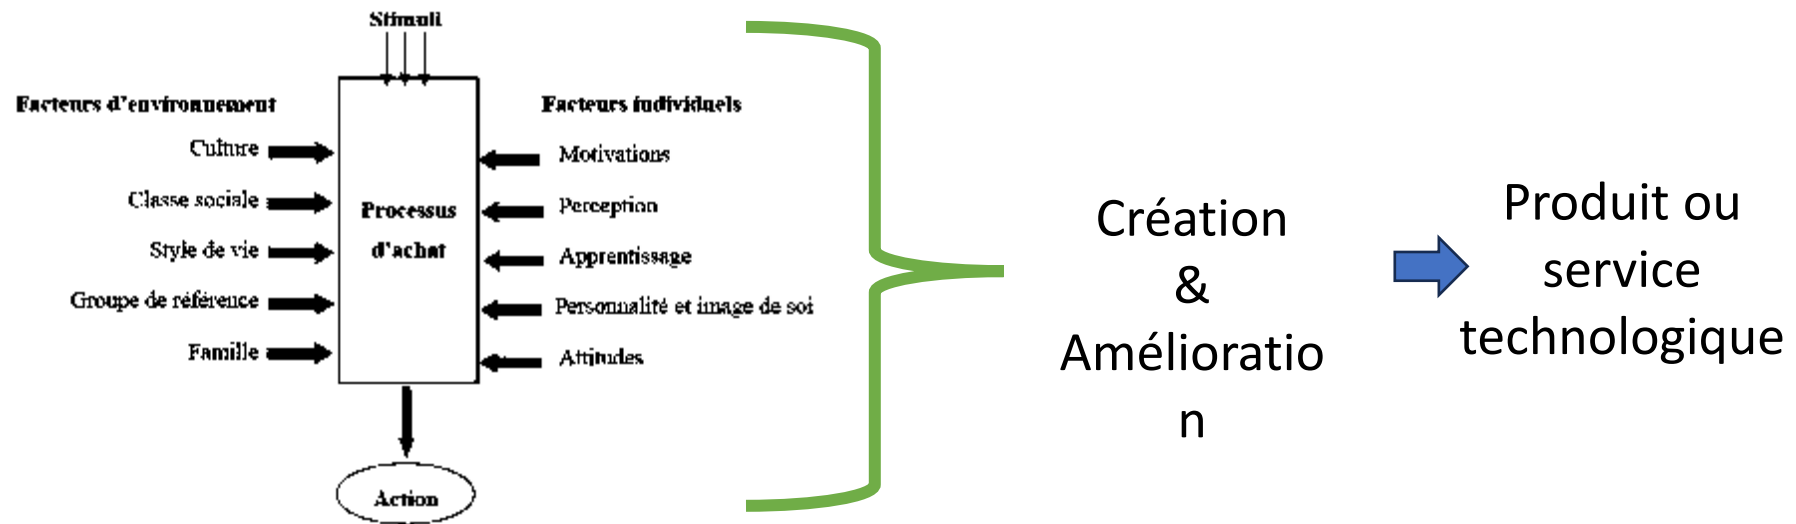 Stimuli
Facteurs d'environnement
Culture
Classe sociale
Style de vie
Groupe de référence
Famille
Processus
d'achat
Facteurs individuels
Motivations
Perception
Apprentissage
Personnalité et image de soi
Attitudes
Action
Création
&
Amélioratio
n
Produit ou
service
technologique